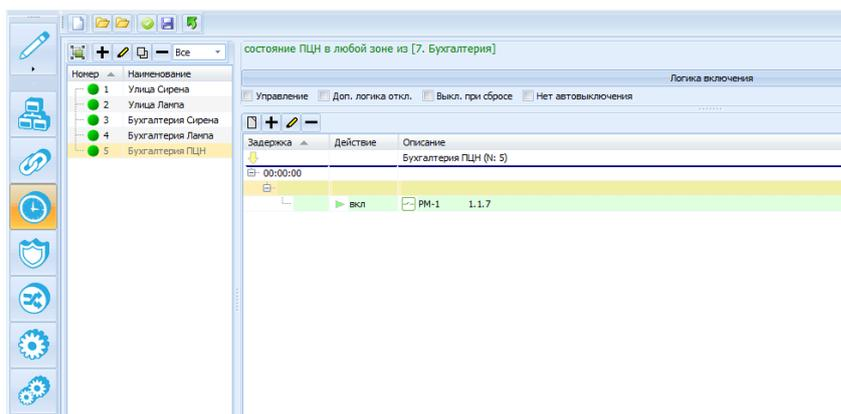 Все
состояние ПЦН в любой зоне из [7. Бухгалтерия]
Номер Наименование
1 Улица Сирена
2 Улица Лампа
3 Бухгалтерия Сирена
4 Бухгалтерия Лампа
5 Бухгалтерия ПЦН
Логика включения
Управление Доп. логика откл. Выкл. при сбросе Нет автовыключения
Задержка Действие Описание
Бухгалтерия ПЦН (N: 5)
00:00:00
вкл РМ-1 1.1.7